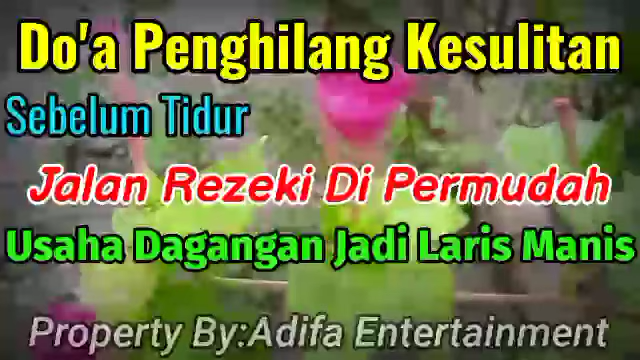 Do'a Penghilang Kesulitan
Sebelum Tidur
Jalan Rezeki Di Permudah
Usaha Dagangan Jadi Laris Manis
Property By:Adifa Entertainment